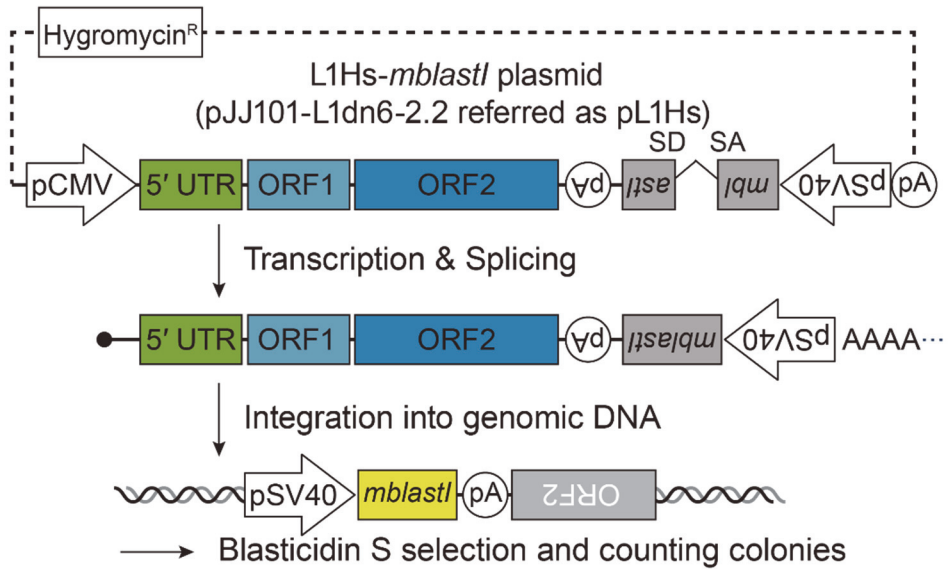 Hygromycinᴿ
L1Hs-mblastI plasmid
(pJJ101-L1dn6-2.2 referred as pL1Hs)
SD SA
pCMV 5′ UTR ORF1 ORF2 pA astI mbl pSV40 pA
Transcription & Splicing
5′ UTR ORF1 ORF2 pA mblastI pSV40 AAAA...
Integration into genomic DNA
pSV40 mblastI pA ORF2
Blasticidin S selection and counting colonies